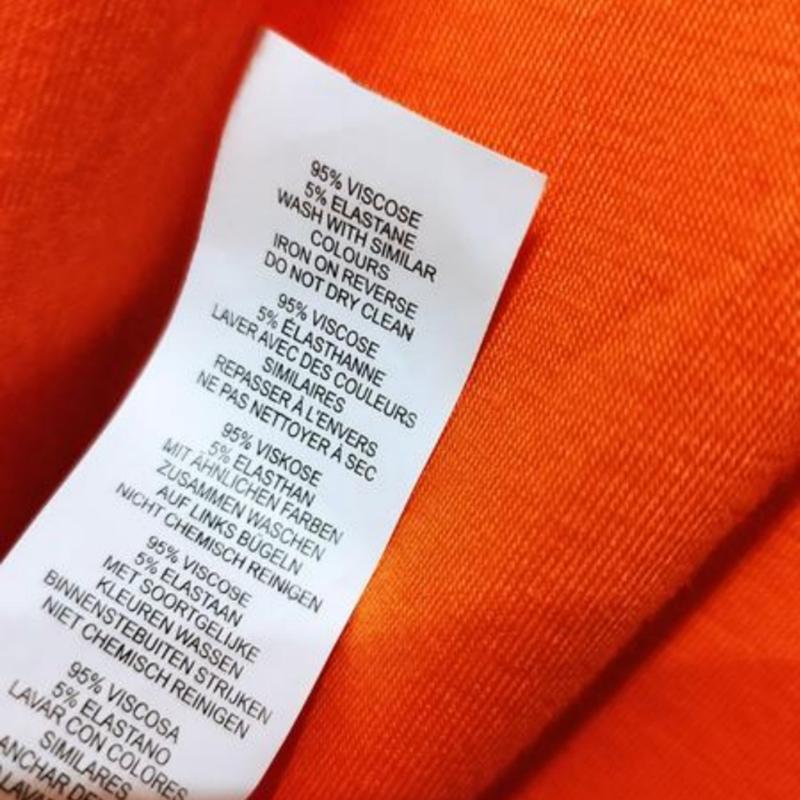 95% VISCOSE
5% ELASTANE
WASH WITH SIMILAR
COLOURS
IRON ON REVERSE
DO NOT DRY CLEAN
95% VISCOSE
5% ÉLASTHANNE
LAVER AVEC DES COULEURS
SIMILAIRES
REPASSER À L'ENVERS
NE PAS NETTOYER À SEC
95% VISKOSE
5% ELASTHAN
MIT ÄHNLICHEN FARBEN
ZUSAMMEN WASCHEN
AUF LINKS BÜGELN
NICHT CHEMISCH REINIGEN
95% VISCOSE
5% ELASTAAN
MET SOORTGELIJKE
KLEUREN WASSEN
BINNENSTEBUITEN STRIJKEN
NIET CHEMISCH REINIGEN
95% VISCOSA
5% ELASTANO
LAVAR CON COLORES
SIMILARES